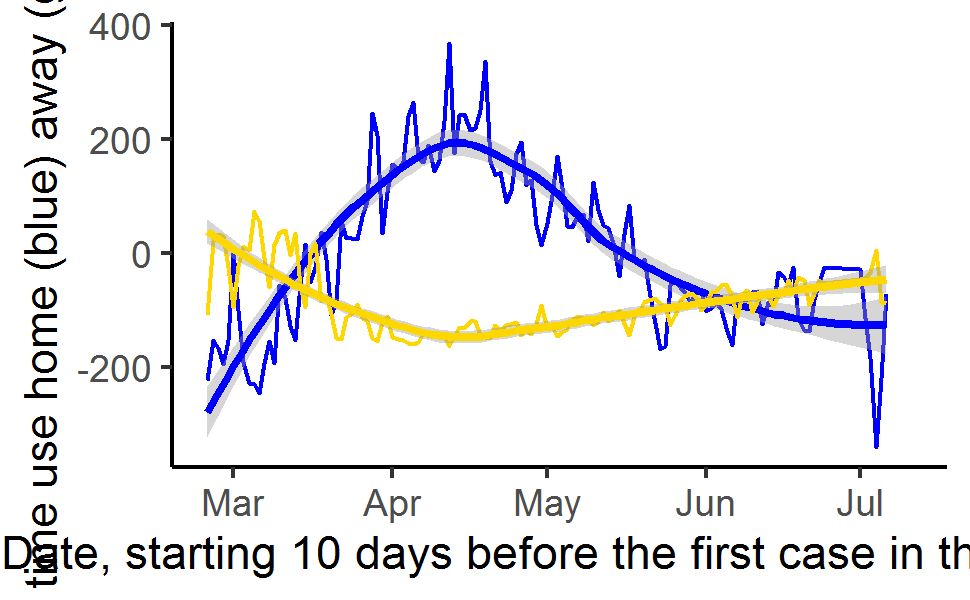 time use home (blue) away (
400
200
0
-200
Mar Apr May Jun Jul
Date, starting 10 days before the first case in th